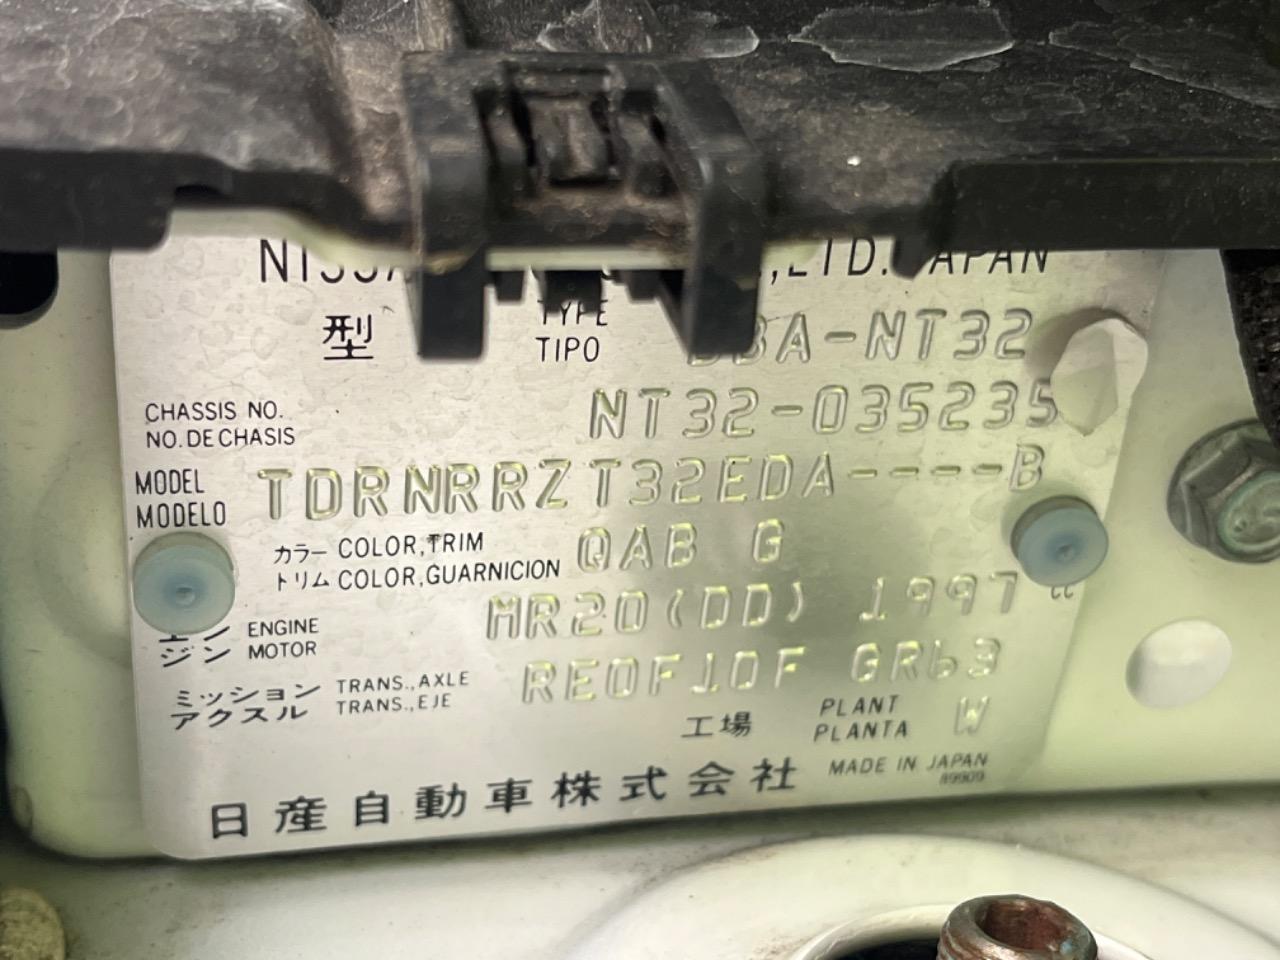 LTD. JAPAN
型 TYPE
TIPO BA-NT32
CHASSIS NO.
NO. DE CHASIS NT32-035235
MODEL
MODELO TDRNRRZT32EDA----B
カラー COLOR,TRIM
トリム COLOR,GUARNICION QAB G
エン ENGINE
ジン MOTOR MR20(DD) 1997 cc
ミッション TRANS.,AXLE
アクスル TRANS.,EJE RE0F10F GR63
工場 PLANT
PLANTA W
MADE IN JAPAN
日産自動車株式会社